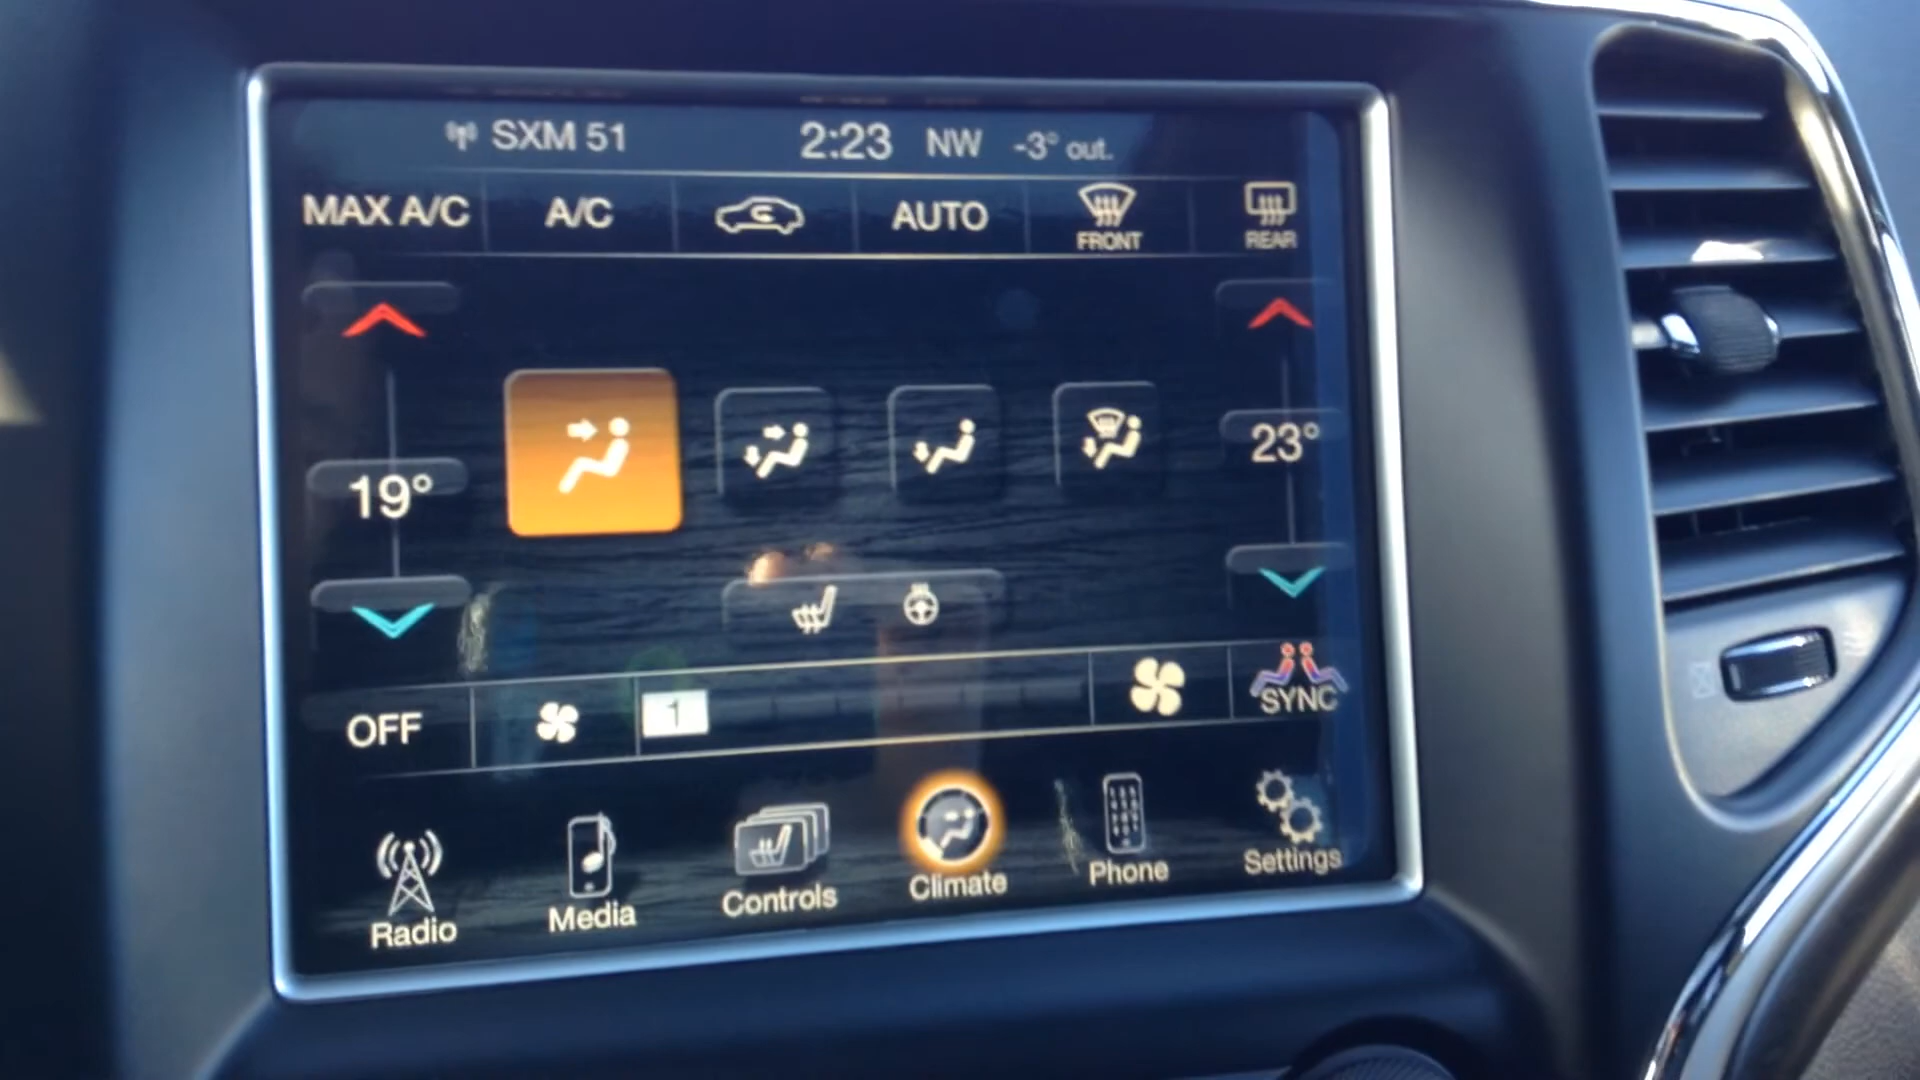 SXM 51 2:23 NW -3° out.
MAX A/C A/C AUTO FRONT REAR
19° 23°
OFF 1 SYNC
Radio Media Controls Climate Phone Settings